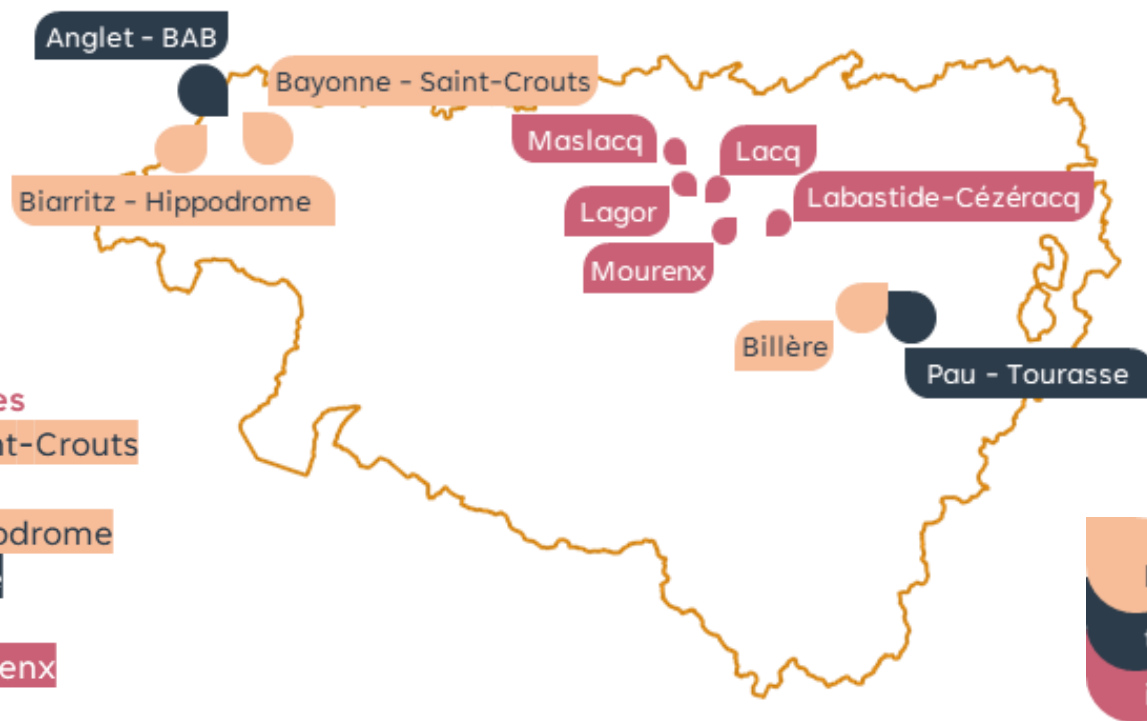 Anglet - BAB
Bayonne - Saint-Crouts
Maslacq
Lacq
Biarritz - Hippodrome
Lagor
Labastide-Cézéracq
Mourenx
Billère
Pau - Tourasse
es
nt-Crouts
odrome
enx